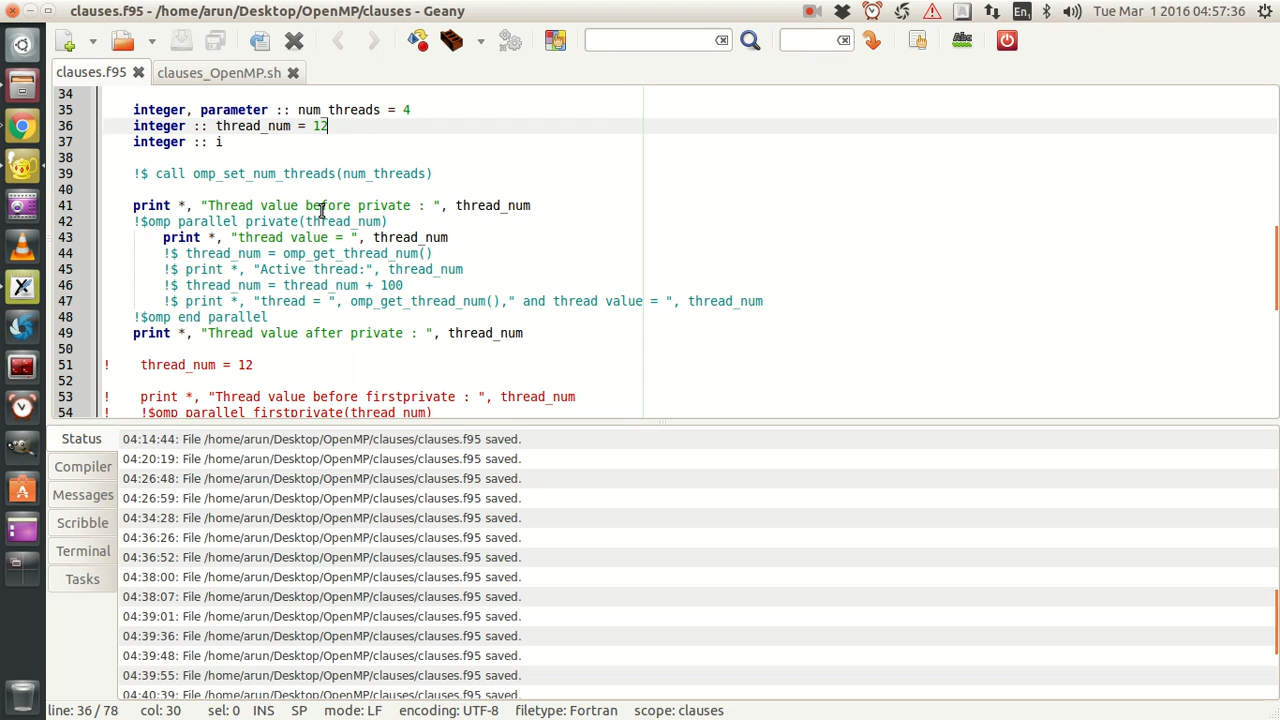 clauses.f95 - /home/arun/Desktop/OpenMP/clauses - Geany
En1
Tue Mar 1 2016 04:57:36
Abc
clauses.f95
clauses_OpenMP.sh
34
35 integer, parameter :: num_threads = 4
36 integer :: thread_num = 12
37 integer :: i
38
39 !$ call omp_set_num_threads(num_threads)
40
41 print *, "Thread value before private : ", thread_num
42 !$omp parallel private(thread_num)
43 print *, "thread value = ", thread_num
44 !$ thread_num = omp_get_thread_num()
45 !$ print *, "Active thread:", thread_num
46 !$ thread_num = thread_num + 100
47 !$ print *, "thread = ", omp_get_thread_num()," and thread value = ", thread_num
48 !$omp end parallel
49 print *, "Thread value after private : ", thread_num
50
51 ! thread_num = 12
52
53 ! print *, "Thread value before firstprivate : ", thread_num
54 ! !$omp parallel firstprivate(thread_num)
Status
Compiler
Messages
Scribble
Terminal
Tasks
04:14:44: File /home/arun/Desktop/OpenMP/clauses/clauses.f95 saved.
04:20:19: File /home/arun/Desktop/OpenMP/clauses/clauses.f95 saved.
04:26:48: File /home/arun/Desktop/OpenMP/clauses/clauses.f95 saved.
04:26:59: File /home/arun/Desktop/OpenMP/clauses/clauses.f95 saved.
04:34:28: File /home/arun/Desktop/OpenMP/clauses/clauses.f95 saved.
04:36:26: File /home/arun/Desktop/OpenMP/clauses/clauses.f95 saved.
04:36:52: File /home/arun/Desktop/OpenMP/clauses/clauses.f95 saved.
04:38:00: File /home/arun/Desktop/OpenMP/clauses/clauses.f95 saved.
04:38:07: File /home/arun/Desktop/OpenMP/clauses/clauses.f95 saved.
04:39:01: File /home/arun/Desktop/OpenMP/clauses/clauses.f95 saved.
04:39:36: File /home/arun/Desktop/OpenMP/clauses/clauses.f95 saved.
04:39:48: File /home/arun/Desktop/OpenMP/clauses/clauses.f95 saved.
04:39:55: File /home/arun/Desktop/OpenMP/clauses/clauses.f95 saved.
04:40:39: File /home/arun/Desktop/OpenMP/clauses/clauses.f95 saved.
line: 36 / 78 col: 30 sel: 0 INS SP mode: LF encoding: UTF-8 filetype: Fortran scope: clauses